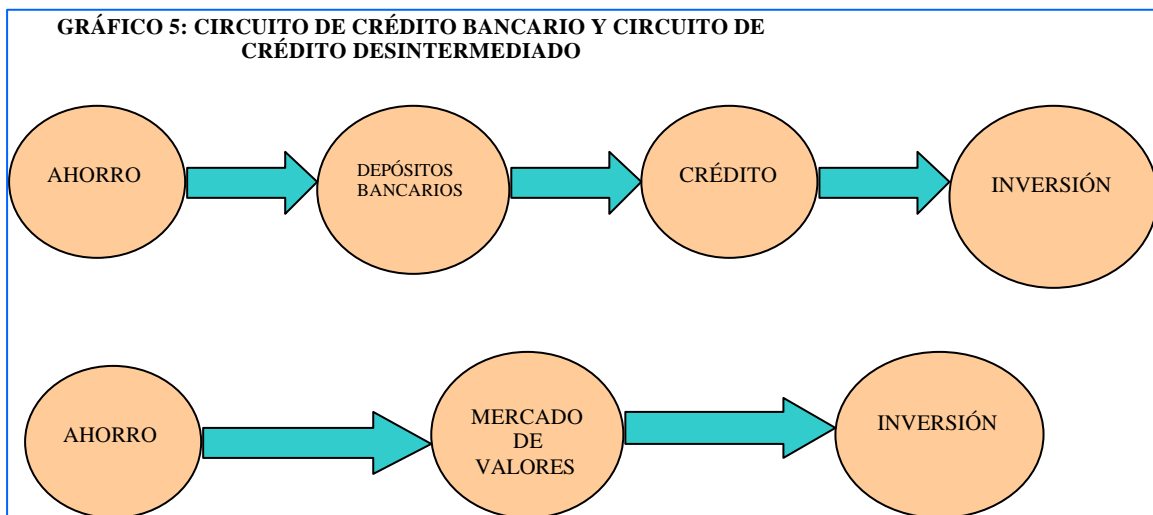 GRÁFICO 5: CIRCUITO DE CRÉDITO BANCARIO Y CIRCUITO DE
CRÉDITO DESINTERMEDIADO
AHORRO
DEPÓSITOS
BANCARIOS
CRÉDITO
INVERSIÓN
AHORRO
MERCADO
DE
VALORES
INVERSIÓN